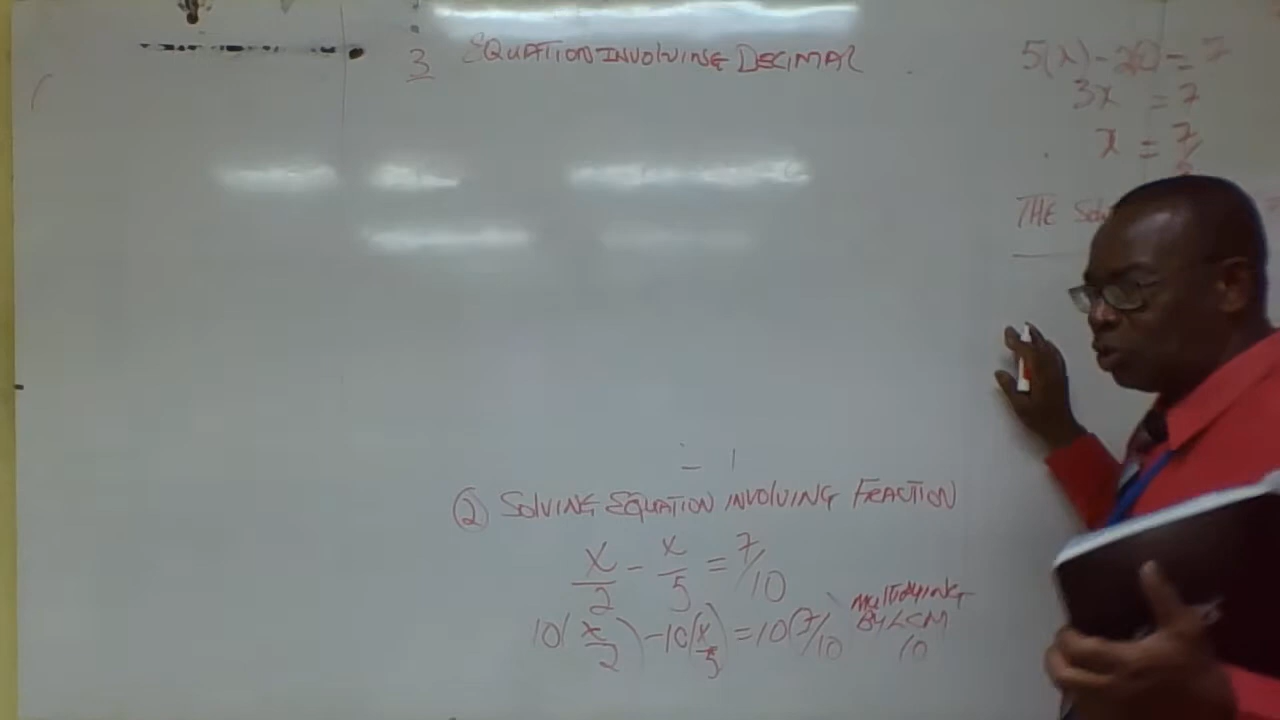 3 EQUATION INVOLVING DECIMAL
② SOLVING EQUATION INVOLVING FRACTION
x/2 - x/5 = 7/10
10(x/2) - 10(x/5) = 10(7/10 MULTIPLYING
BY LCM
10
5(x) - 2(x) = 7
3x = 7
x = 7/
THE